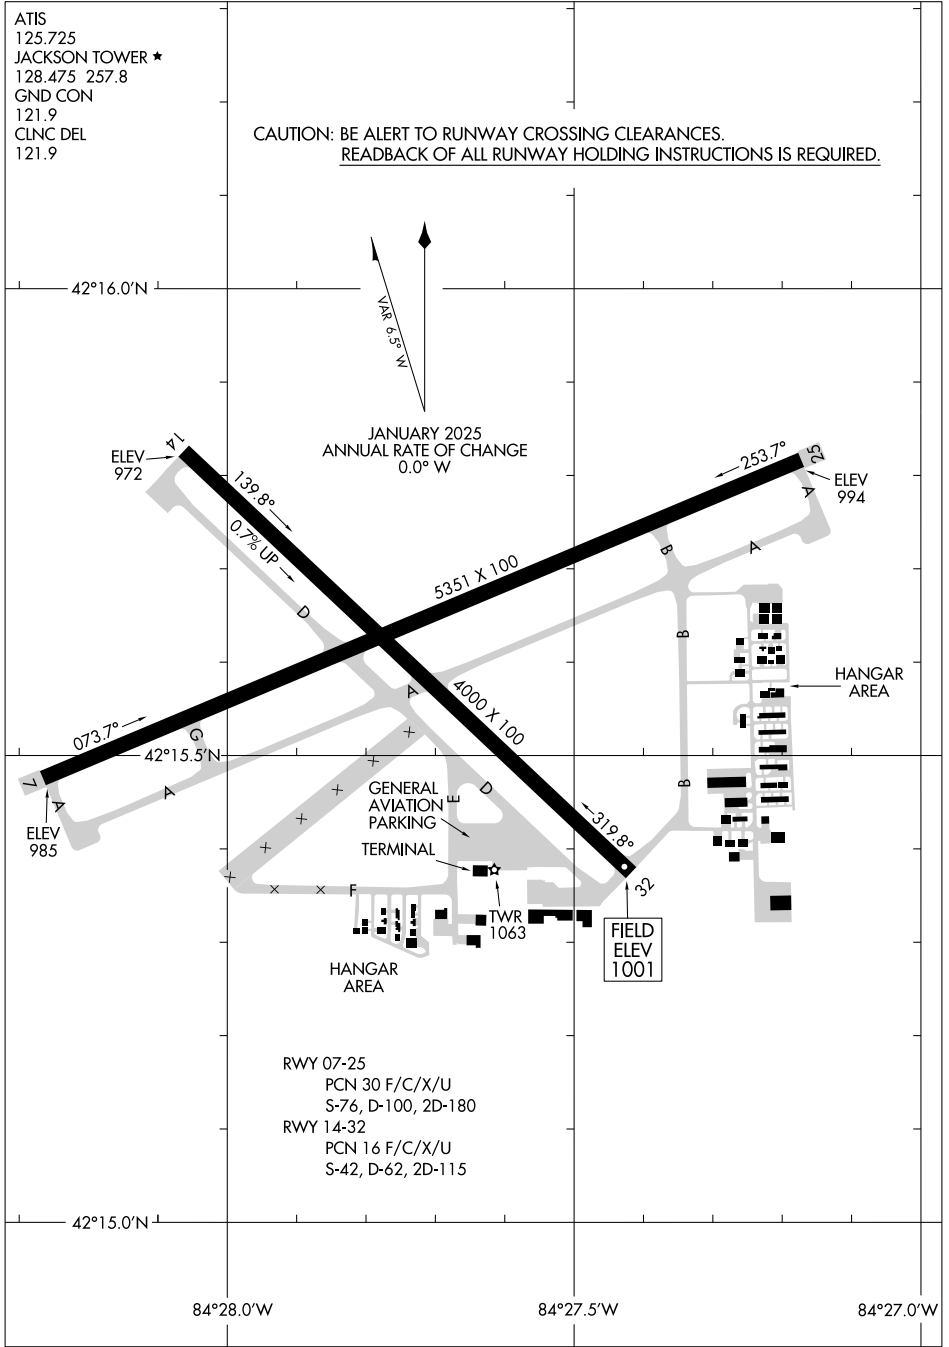 ATIS
125.725
JACKSON TOWER ★
128.475 257.8
GND CON
121.9
CLNC DEL
121.9
CAUTION: BE ALERT TO RUNWAY CROSSING CLEARANCES.
READBACK OF ALL RUNWAY HOLDING INSTRUCTIONS IS REQUIRED.
42°16.0'N
VAR 6.5° W
JANUARY 2025
ANNUAL RATE OF CHANGE
0.0° W
14
ELEV
972
139.8°
0.7% UP
253.7°
25
ELEV
994
A
A
B
5351 X 100
D
B
HANGAR
AREA
A
4000 X 100
073.7°
G
42°15.5'N
7
A
A
ELEV
985
X
X
X
X
X
X
X
X
GENERAL
AVIATION
PARKING
E
D
B
TERMINAL
319.8°
32
F
TWR
1063
FIELD
ELEV
1001
HANGAR
AREA
RWY 07-25
PCN 30 F/C/X/U
S-76, D-100, 2D-180
RWY 14-32
PCN 16 F/C/X/U
S-42, D-62, 2D-115
42°15.0'N
84°28.0'W
84°27.5'W
84°27.0'W